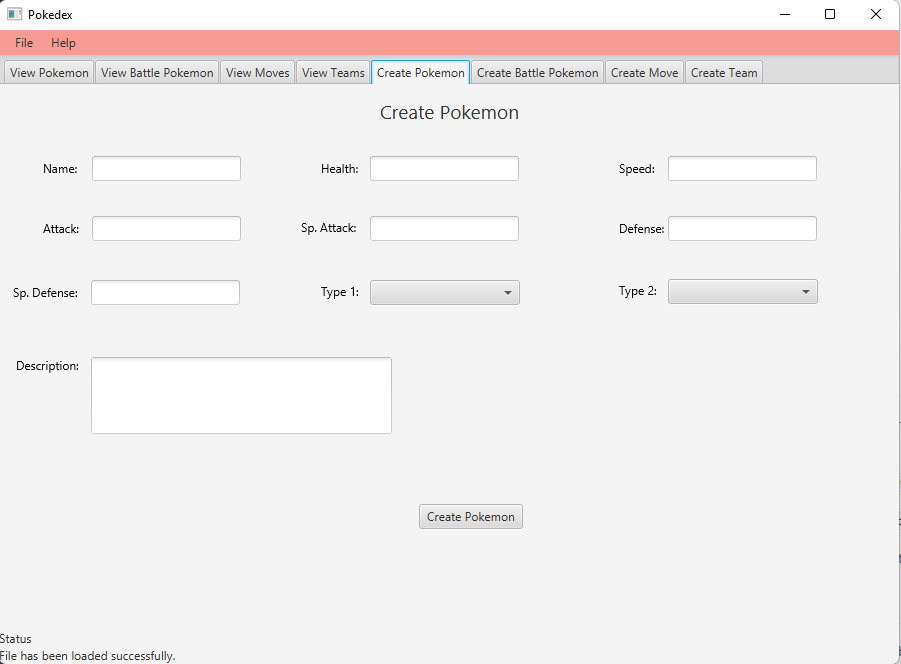 Pokedex
File Help
View Pokemon View Battle Pokemon View Moves View Teams Create Pokemon Create Battle Pokemon Create Move Create Team
Create Pokemon
Name: Health: Speed:
Attack: Sp. Attack: Defense:
Sp. Defense: Type 1: Type 2:
Description:
Create Pokemon
Status
File has been loaded successfully.